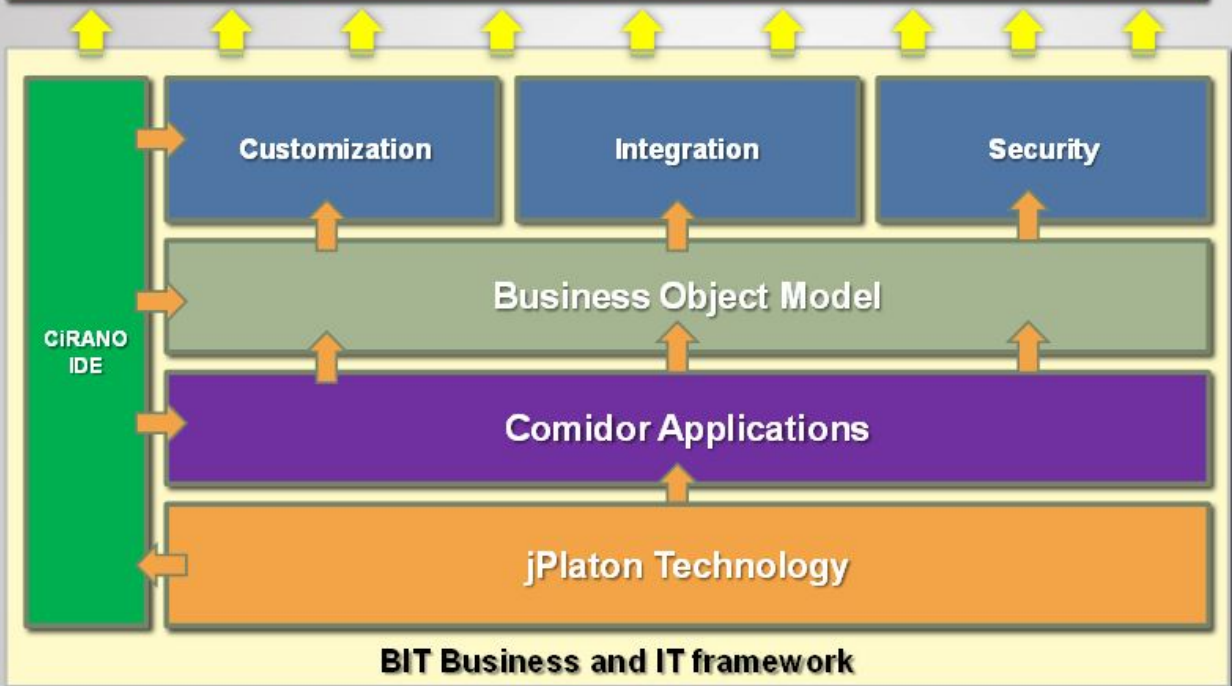 Customization
Integration
Security
Business Object Model
CiRANO
IDE
Comidor Applications
jPlaton Technology
BIT Business and IT framework